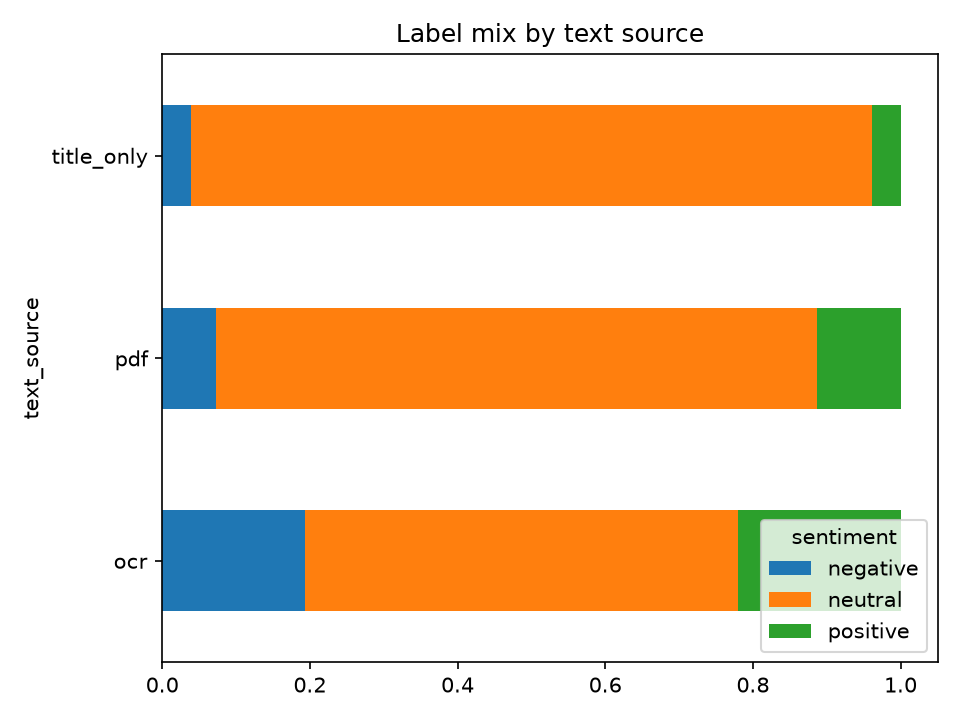 Label mix by text source
title_only
pdf
ocr
text_source
sentiment
negative
neutral
positive
0.0 0.2 0.4 0.6 0.8 1.0